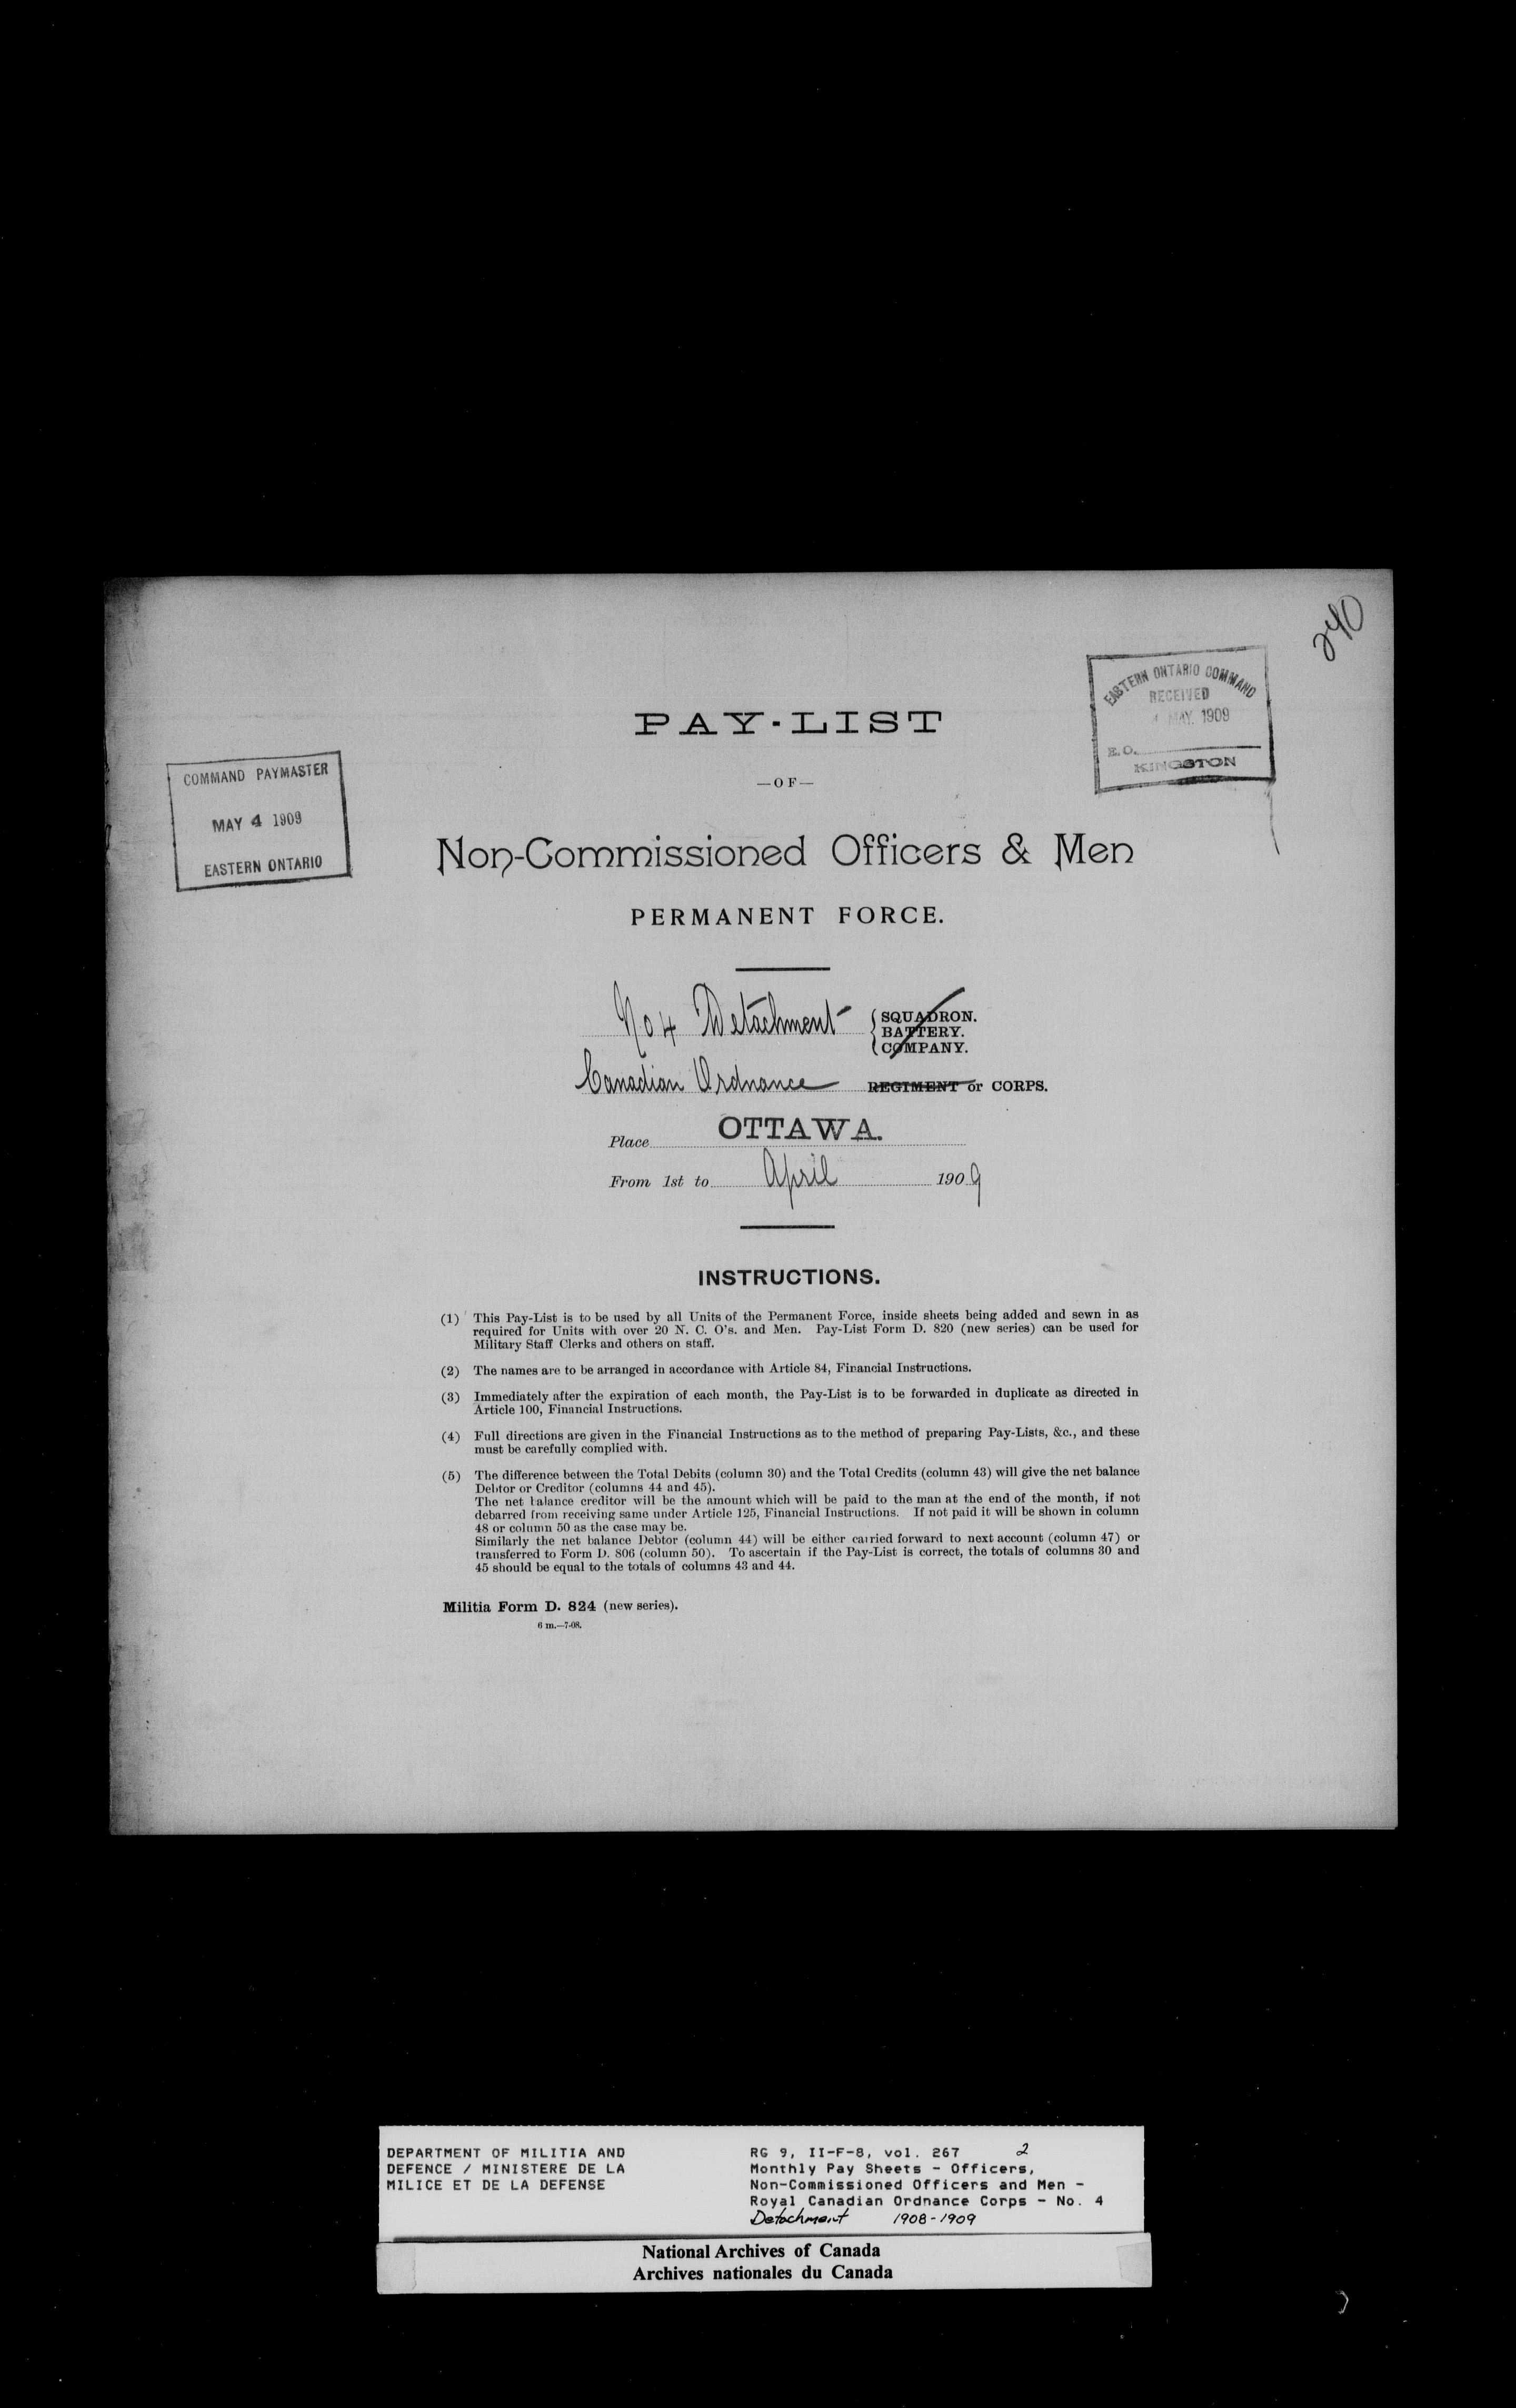 240
EASTERN ONTARIO COMMAND
RECEIVED
4 MAY. 1909
E.O.
KINGSTON
COMMAND PAYMASTER
MAY 4 1909
EASTERN ONTARIO
PAY-LIST
—OF—
Non-Commissioned Officers & Men
PERMANENT FORCE.
No 4 Detachment
SQUADRON.
BATTERY.
COMPANY.
Canadian Ordnance REGIMENT or CORPS.
Place OTTAWA.
From 1st to April 1909
INSTRUCTIONS.
(1) This Pay-List is to be used by all Units of the Permanent Force, inside sheets being added and sewn in as
required for Units with over 20 N. C. O's. and Men. Pay-List Form D. 820 (new series) can be used for
Military Staff Clerks and others on staff.
(2) The names are to be arranged in accordance with Article 84, Financial Instructions.
(3) Immediately after the expiration of each month, the Pay-List is to be forwarded in duplicate as directed in
Article 100, Financial Instructions.
(4) Full directions are given in the Financial Instructions as to the method of preparing Pay-Lists, &c., and these
must be carefully complied with.
(5) The difference between the Total Debits (column 30) and the Total Credits (column 43) will give the net balance
Debtor or Creditor (columns 44 and 45).
The net balance creditor will be the amount which will be paid to the man at the end of the month, if not
debarred from receiving same under Article 125, Financial Instructions. If not paid it will be shown in column
48 or column 50 as the case may be.
Similarly the net balance Debtor (column 44) will be either carried forward to next account (column 47) or
transferred to Form D. 806 (column 50). To ascertain if the Pay-List is correct, the totals of columns 30 and
45 should be equal to the totals of columns 43 and 44.
Militia Form D. 824 (new series).
6 m.—7-08.
DEPARTMENT OF MILITIA AND
DEFENCE / MINISTERE DE LA
MILICE ET DE LA DEFENSE
RG 9, II-F-8, vol. 267 2
Monthly Pay Sheets - Officers,
Non-Commissioned Officers and Men -
Royal Canadian Ordnance Corps - No. 4
Detachment 1908-1909
National Archives of Canada
Archives nationales du Canada